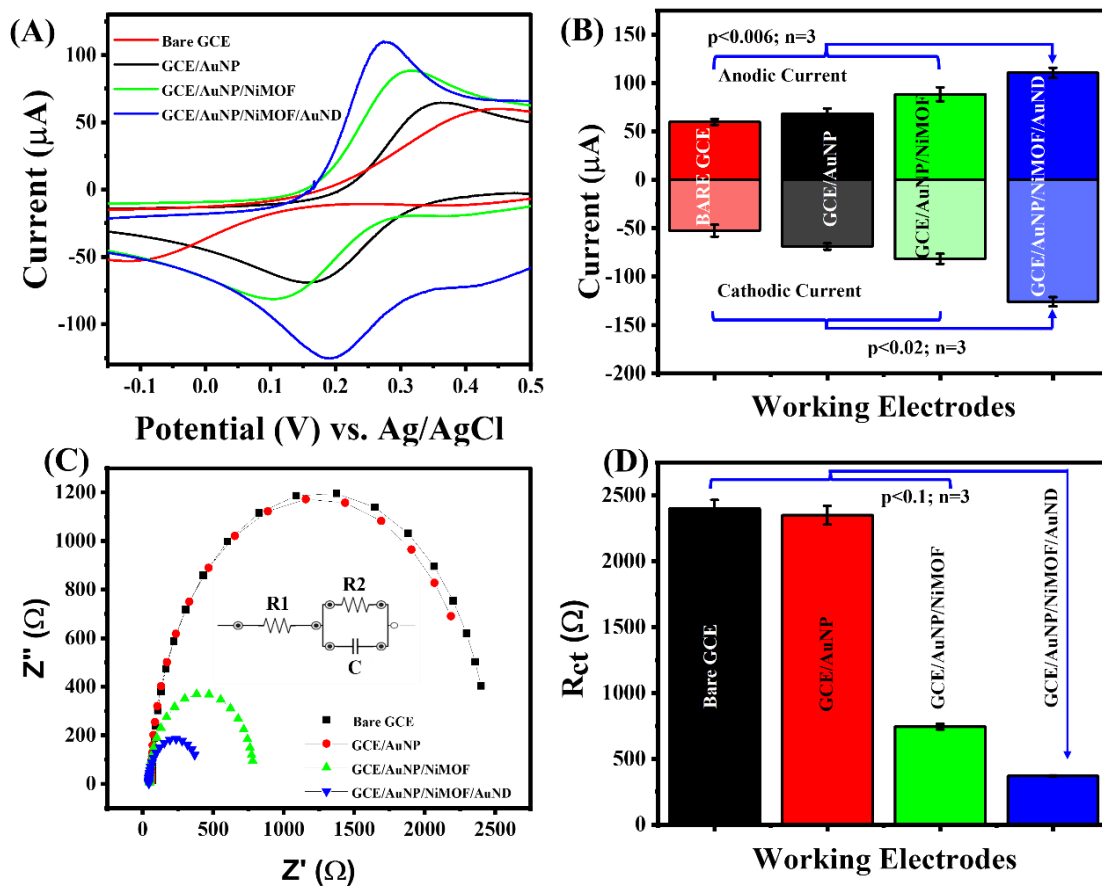 (A)
Bare GCE
GCE/AuNP
GCE/AuNP/NiMOF
GCE/AuNP/NiMOF/AuND
100
50
0
-50
-100
Current (μA)
-0.1 0.0 0.1 0.2 0.3 0.4 0.5
Potential (V) vs. Ag/AgCl
(B)
p<0.006; n=3
Anodic Current
BARE GCE
GCE/AuNP
GCE/AuNP/NiMOF
GCE/AuNP/NiMOF/AuND
Cathodic Current
p<0.02; n=3
150
100
50
0
-50
-100
-150
-200
Current (μA)
Working Electrodes
(C)
1200
1000
800
600
400
200
0
Z'' (Ω)
R1
R2
C
Bare GCE
GCE/AuNP
GCE/AuNP/NiMOF
GCE/AuNP/NiMOF/AuND
0 500 1000 1500 2000 2500
Z' (Ω)
(D)
p<0.1; n=3
2500
2000
1500
1000
500
0
Rct (Ω)
Bare GCE
GCE/AuNP
GCE/AuNP/NiMOF
GCE/AuNP/NiMOF/AuND
Working Electrodes